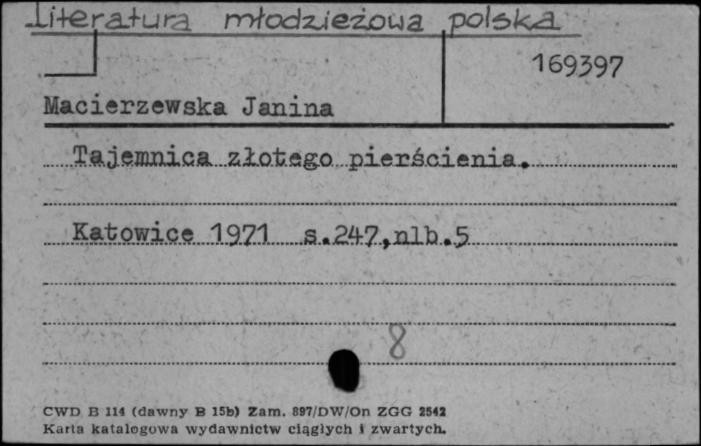 Literatura młodzieżowa polska
169397
Macierzewska Janina
Tajemnica złotego pierścienia.
Katowice 1971 s.247,nlb.5
8
CWD B 114 (dawny B 15b) Zam. 897/DW/On ZGG 2542
Karta katalogowa wydawnictw ciągłych i zwartych.